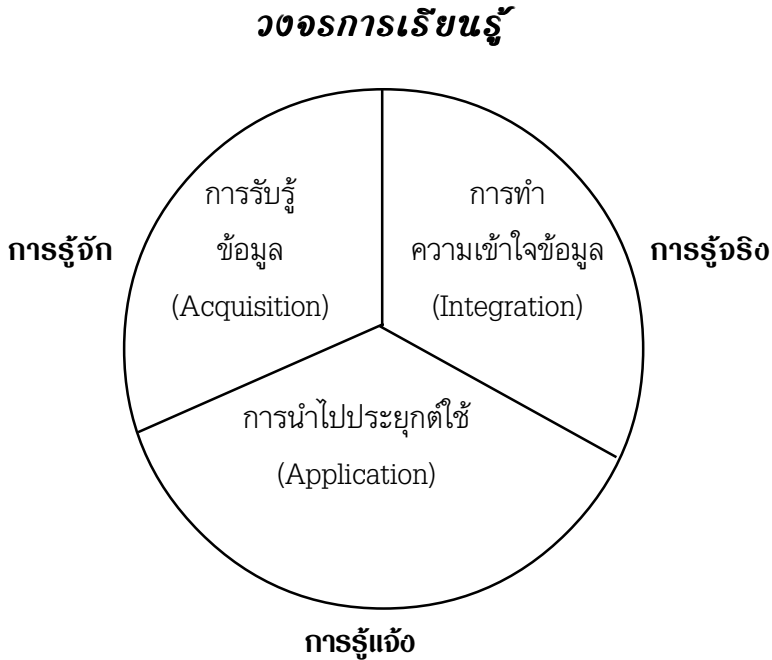 วงจรการเรียนรู้
การรู้จัก
การรับรู้
ข้อมูล
(Acquisition)
การทำ
ความเข้าใจข้อมูล
(Integration)
การรู้จริง
การนำไปประยุกต์ใช้
(Application)
การรู้แจ้ง